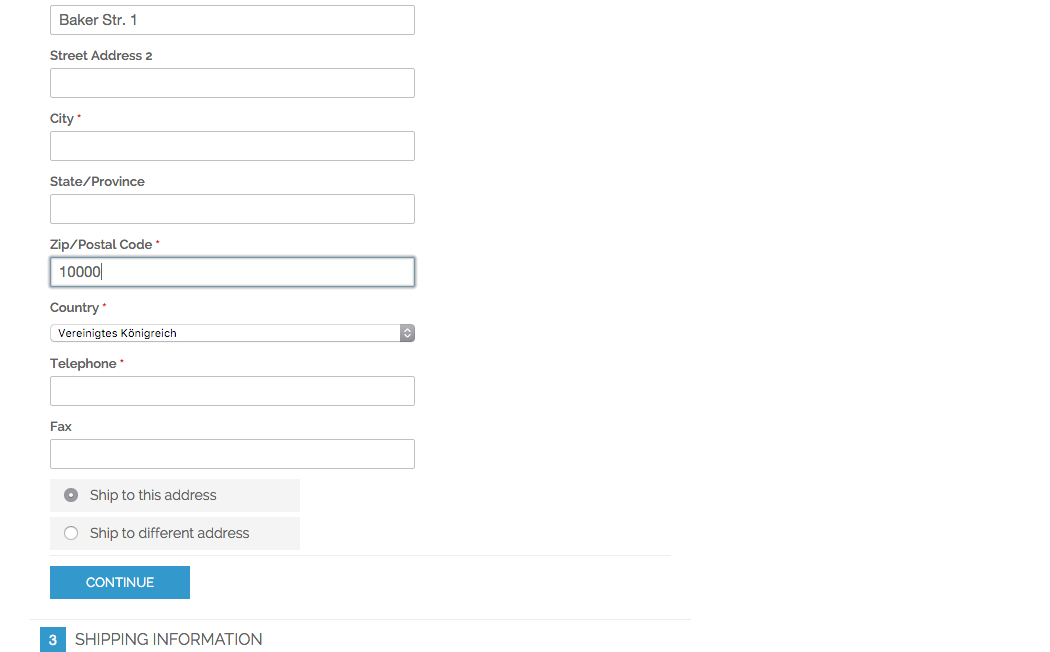 Baker Str. 1
Street Address 2
City *
State/Province
Zip/Postal Code *
10000
Country *
Vereinigtes Königreich
Telephone *
Fax
Ship to this address
Ship to different address
CONTINUE
3 SHIPPING INFORMATION